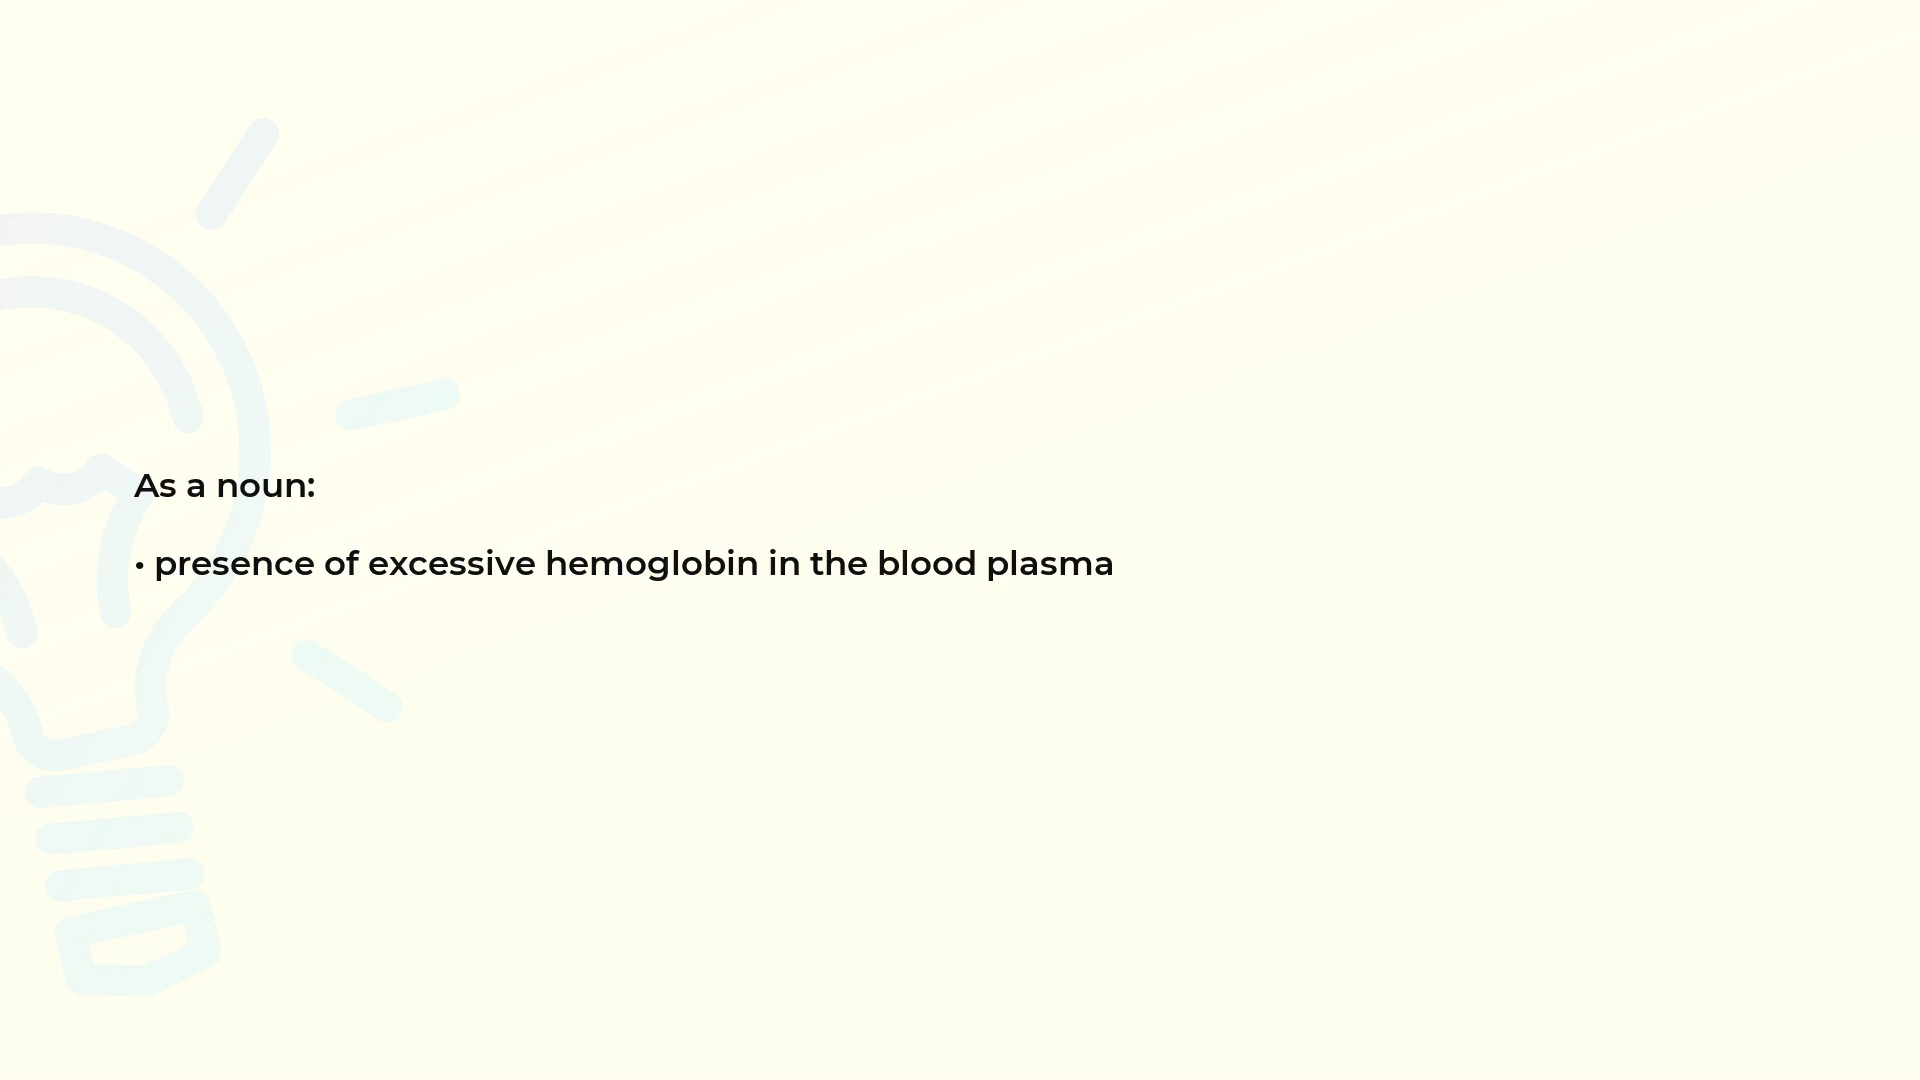 As a noun:
• presence of excessive hemoglobin in the blood plasma